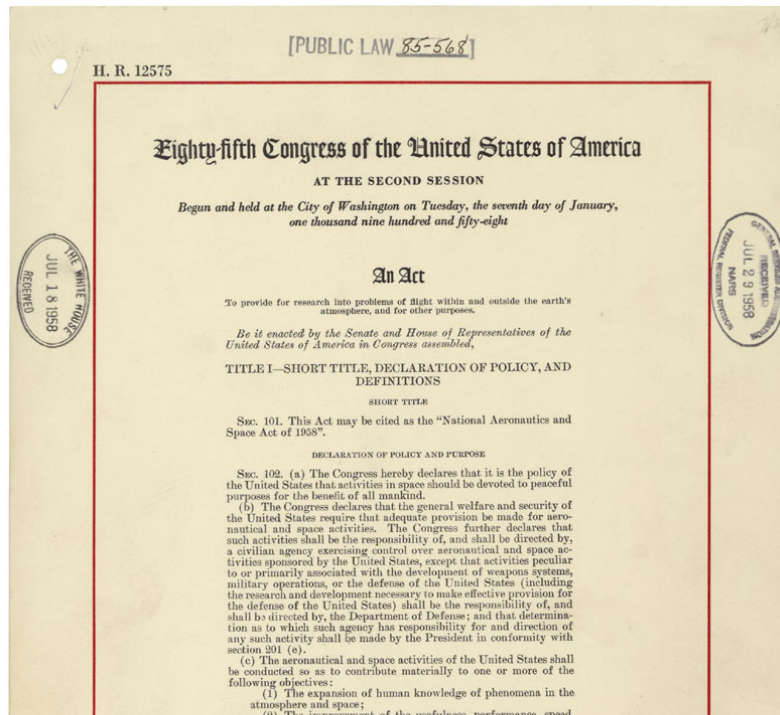 [PUBLIC LAW 85-568]
H. R. 12575
Eighty-fifth Congress of the United States of America
AT THE SECOND SESSION
Begun and held at the City of Washington on Tuesday, the seventh day of January,
one thousand nine hundred and fifty-eight
THE WHITE HOUSE
JUL 18 1958
RECEIVED
GENERAL
RECEIVED
JUL 29 1958
NARS
FEDERAL REGISTER DIVISION
An Act
To provide for research into problems of flight within and outside the earth's
atmosphere, and for other purposes.
Be it enacted by the Senate and House of Representatives of the
United States of America in Congress assembled,
TITLE I—SHORT TITLE, DECLARATION OF POLICY, AND
DEFINITIONS
SHORT TITLE
SEC. 101. This Act may be cited as the “National Aeronautics and
Space Act of 1958”.
DECLARATION OF POLICY AND PURPOSE
SEC. 102. (a) The Congress hereby declares that it is the policy of
the United States that activities in space should be devoted to peaceful
purposes for the benefit of all mankind.
(b) The Congress declares that the general welfare and security of
the United States require that adequate provision be made for aero-
nautical and space activities. The Congress further declares that
such activities shall be the responsibility of, and shall be directed by,
a civilian agency exercising control over aeronautical and space ac-
tivities sponsored by the United States, except that activities peculiar
to or primarily associated with the development of weapons systems,
military operations, or the defense of the United States (including
the research and development necessary to make effective provision for
the defense of the United States) shall be the responsibility of, and
shall be directed by, the Department of Defense; and that determina-
tion as to which such agency has responsibility for and direction of
any such activity shall be made by the President in conformity with
section 201 (e).
(c) The aeronautical and space activities of the United States shall
be conducted so as to contribute materially to one or more of the
following objectives:
(1) The expansion of human knowledge of phenomena in the
atmosphere and space;
(2) The improvement of the usefulness, performance, speed,